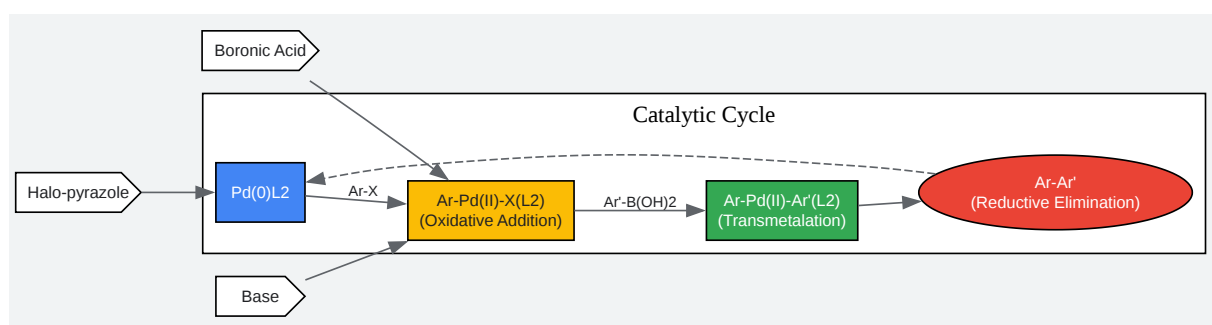 Boronic Acid
Catalytic Cycle
Halo-pyrazole
Pd(0)L2
Ar-X
Ar-Pd(II)-X(L2)
(Oxidative Addition)
Ar'-B(OH)2
Ar-Pd(II)-Ar'(L2)
(Transmetalation)
Ar-Ar'
(Reductive Elimination)
Base